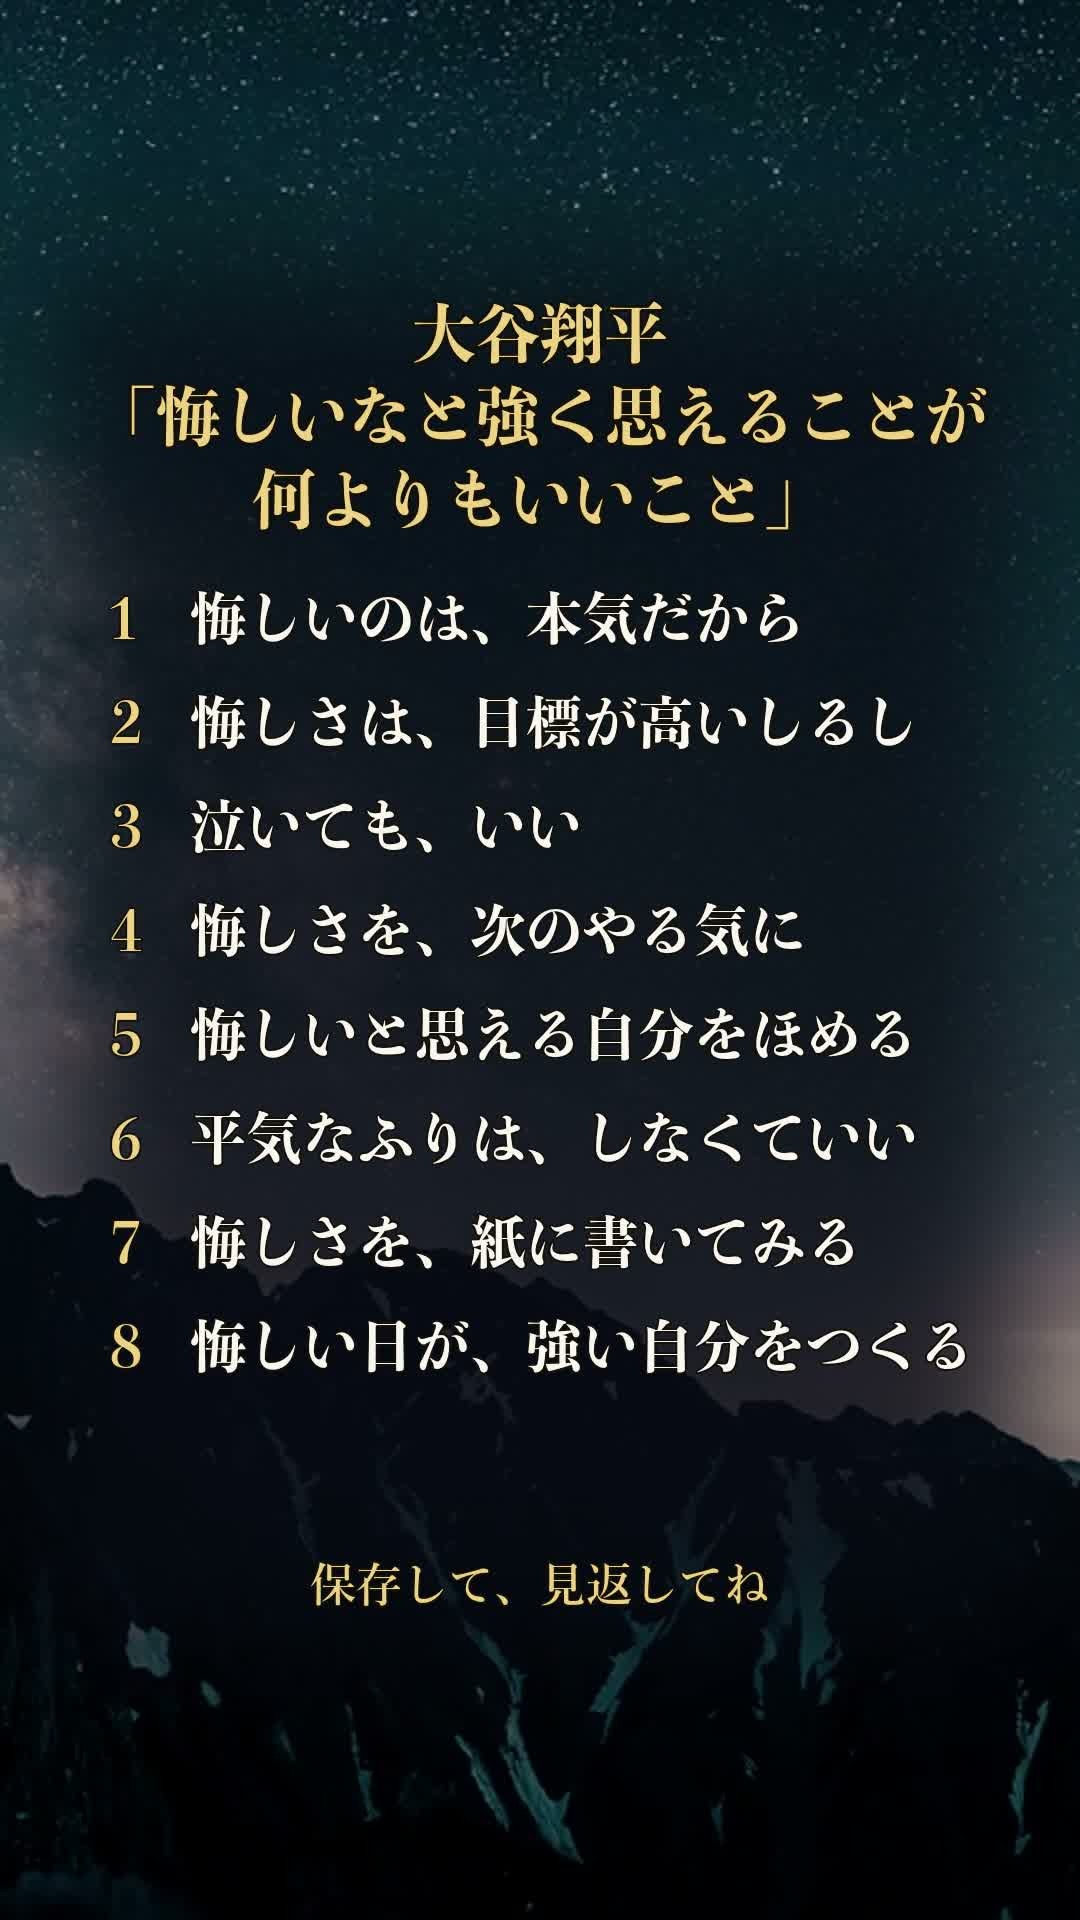 大谷翔平
「悔しいなと強く思えることが
何よりもいいこと」
1 悔しいのは、本気だから
2 悔しさは、目標が高いしるし
3 泣いても、いい
4 悔しさを、次のやる気に
5 悔しいと思える自分をほめる
6 平気なふりは、しなくていい
7 悔しさを、紙に書いてみる
8 悔しい日が、強い自分をつくる
保存して、見返してね